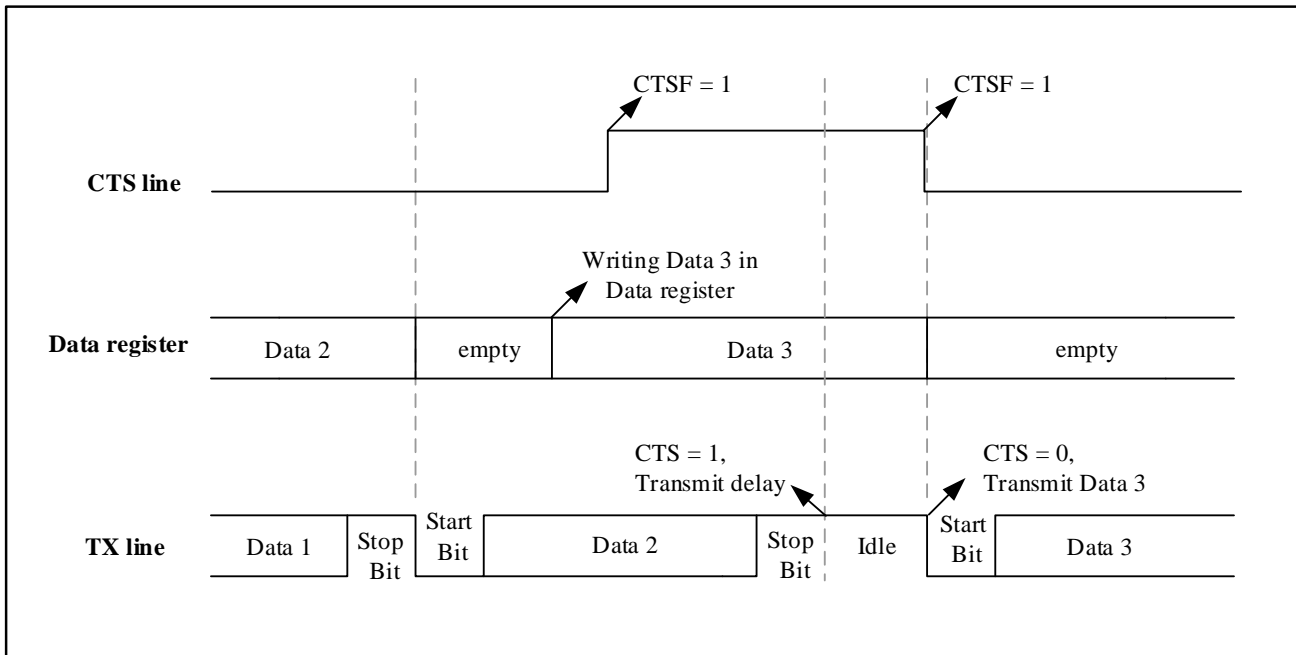 CTSF = 1
CTSF = 1
CTS line
Writing Data 3 in
Data register
Data register
Data 2
empty
Data 3
empty
CTS = 1,
Transmit delay
CTS = 0,
Transmit Data 3
TX line
Data 1
Stop
Bit
Start
Bit
Data 2
Stop
Bit
Idle
Start
Bit
Data 3